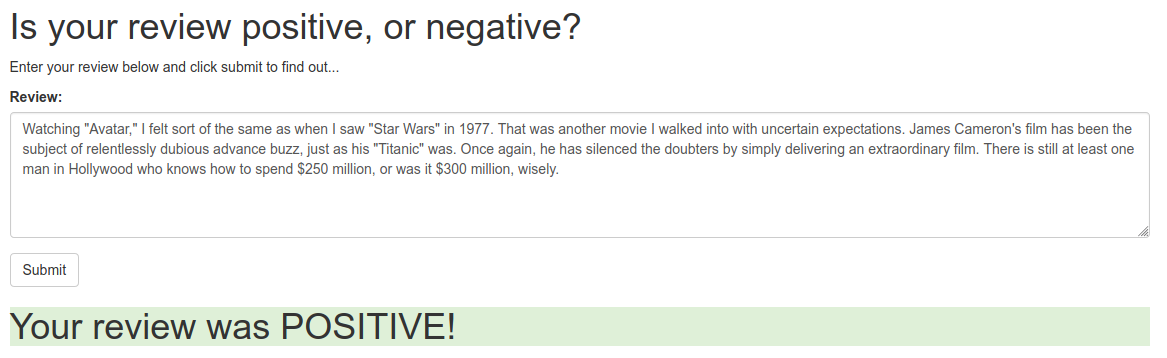 Is your review positive, or negative?
Enter your review below and click submit to find out...
Review:
Watching "Avatar," I felt sort of the same as when I saw "Star Wars" in 1977. That was another movie I walked into with uncertain expectations. James Cameron's film has been the
subject of relentlessly dubious advance buzz, just as his "Titanic" was. Once again, he has silenced the doubters by simply delivering an extraordinary film. There is still at least one
man in Hollywood who knows how to spend $250 million, or was it $300 million, wisely.
Submit
Your review was POSITIVE!